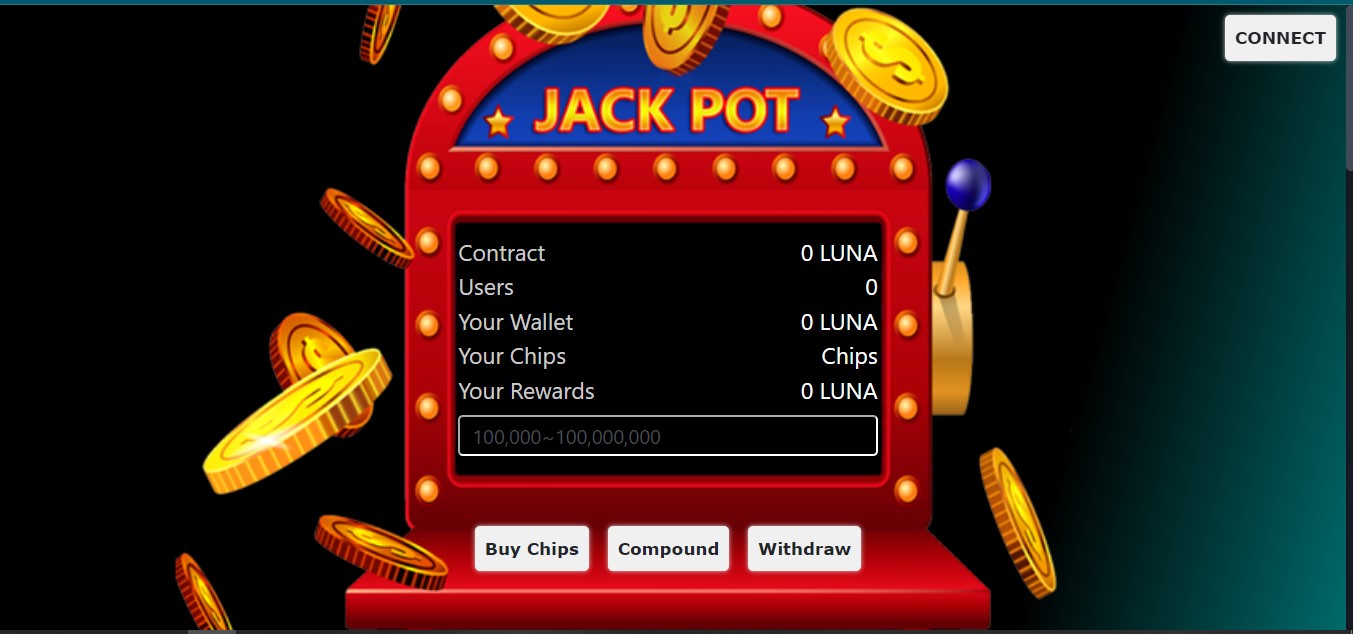 CONNECT
JACK POT
Contract 0 LUNA
Users 0
Your Wallet 0 LUNA
Your Chips Chips
Your Rewards 0 LUNA
100,000~100,000,000
Buy Chips Compound Withdraw